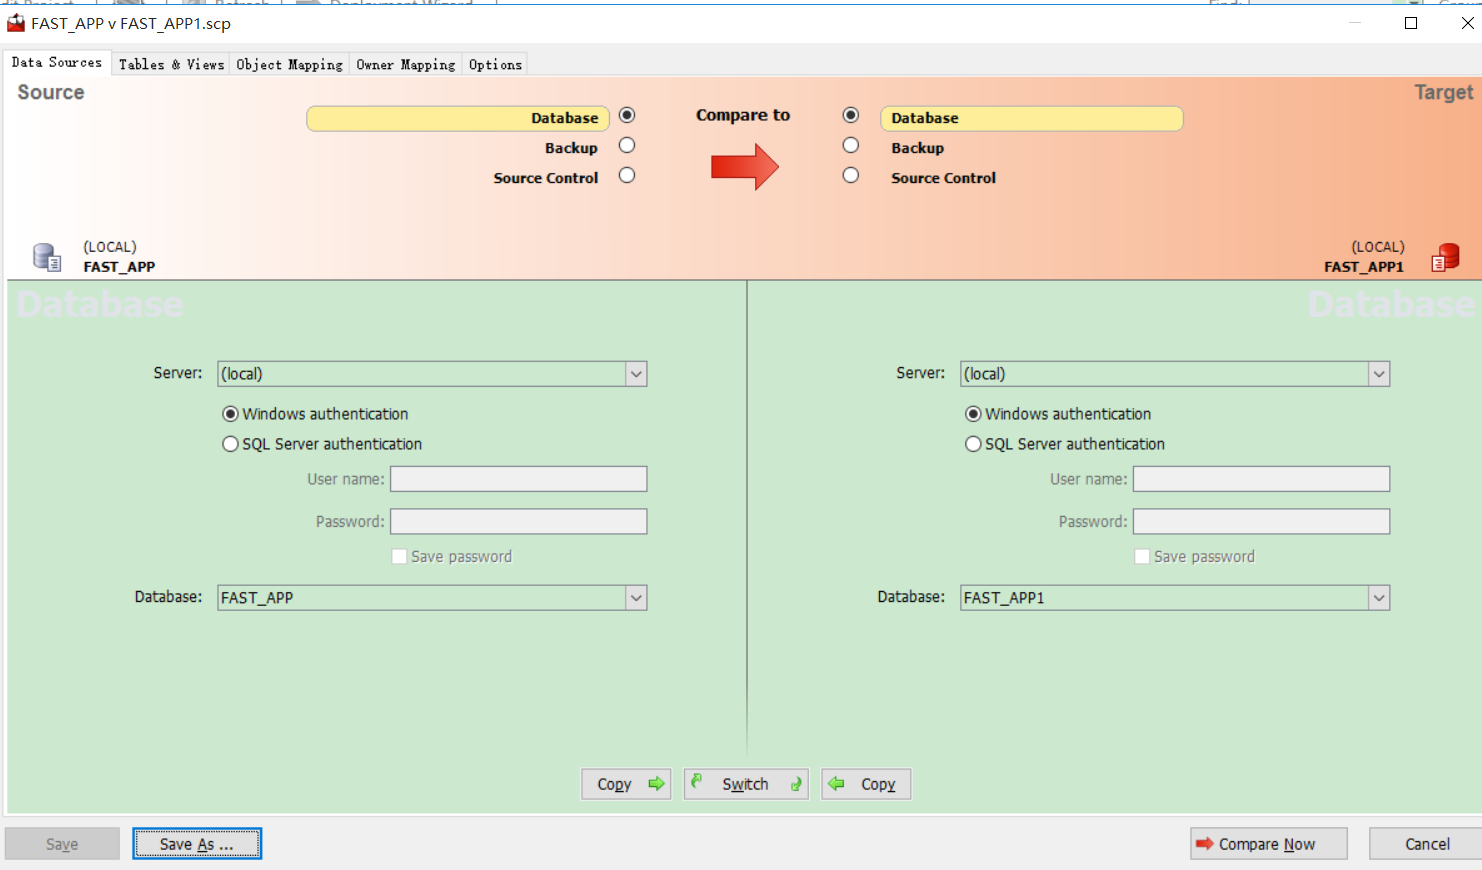 FAST_APP v FAST_APP1.scp
Data Sources Tables & Views Object Mapping Owner Mapping Options
Source Target
Database Compare to Database
Backup Backup
Source Control Source Control
(LOCAL) (LOCAL)
FAST_APP FAST_APP1
Database Database
Server: (local) Server: (local)
Windows authentication Windows authentication
SQL Server authentication SQL Server authentication
User name: User name:
Password: Password:
Save password Save password
Database: FAST_APP Database: FAST_APP1
Copy Switch Copy
Save Save As ... Compare Now Cancel